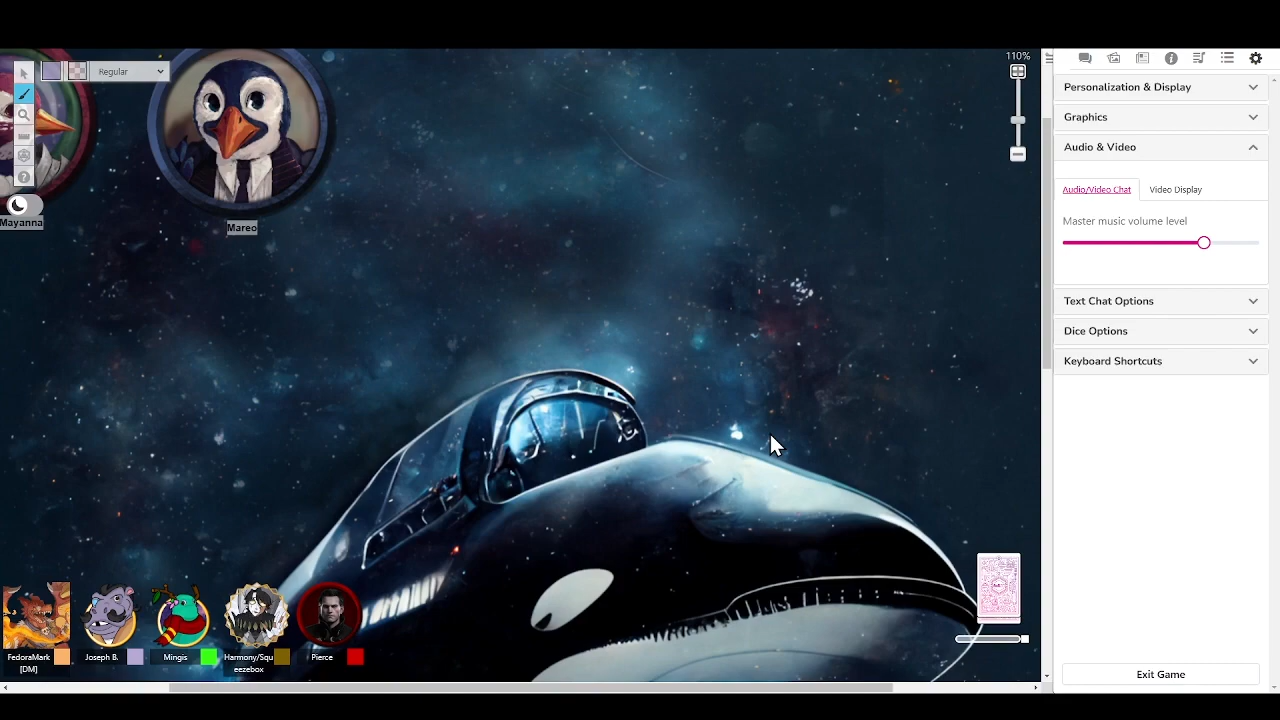 110%
Regular
Mayanna
Mareo
Personalization & Display
Graphics
Audio & Video
Audio/Video Chat
Video Display
Master music volume level
Text Chat Options
Dice Options
Keyboard Shortcuts
Exit Game
FedoraMark
[DM]
Joseph B.
Mingis
Harmony/Squ
eezebox
Pierce